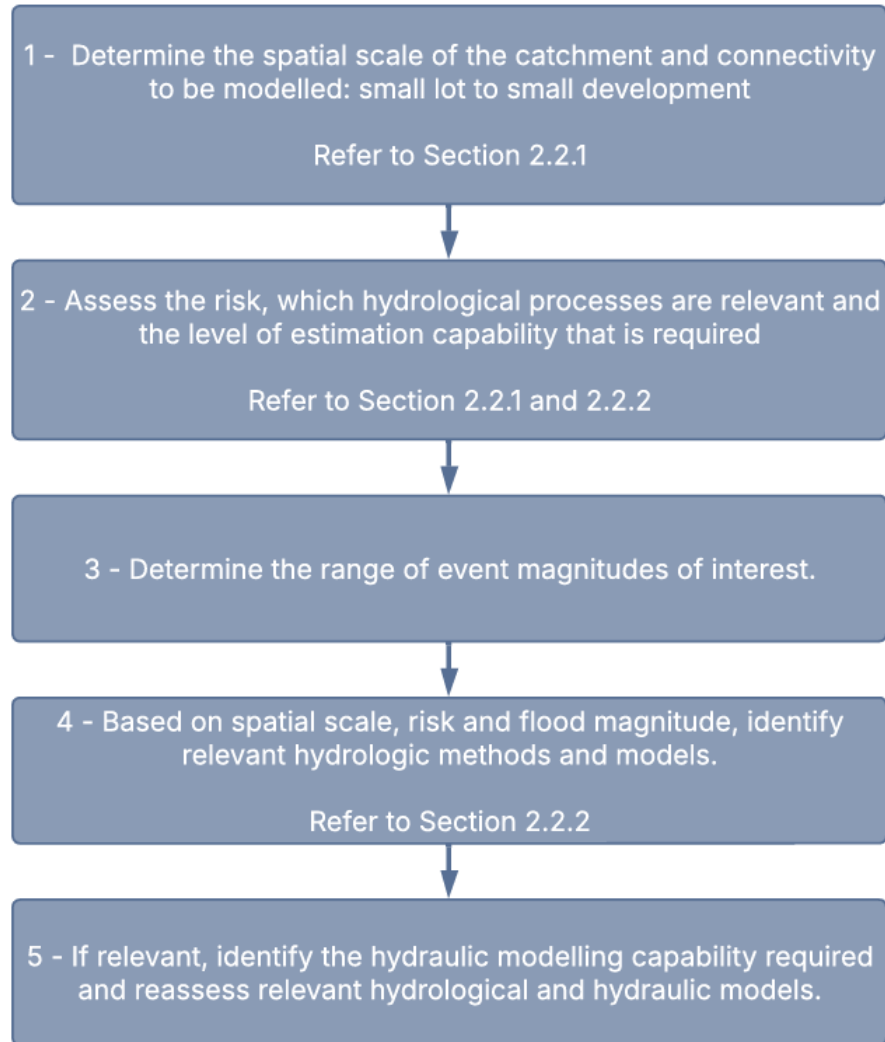 1 - Determine the spatial scale of the catchment and connectivity
to be modelled: small lot to small development
Refer to Section 2.2.1
2 - Assess the risk, which hydrological processes are relevant and
the level of estimation capability that is required
Refer to Section 2.2.1 and 2.2.2
3 - Determine the range of event magnitudes of interest.
4 - Based on spatial scale, risk and flood magnitude, identify
relevant hydrologic methods and models.
Refer to Section 2.2.2
5 - If relevant, identify the hydraulic modelling capability required
and reassess relevant hydrological and hydraulic models.